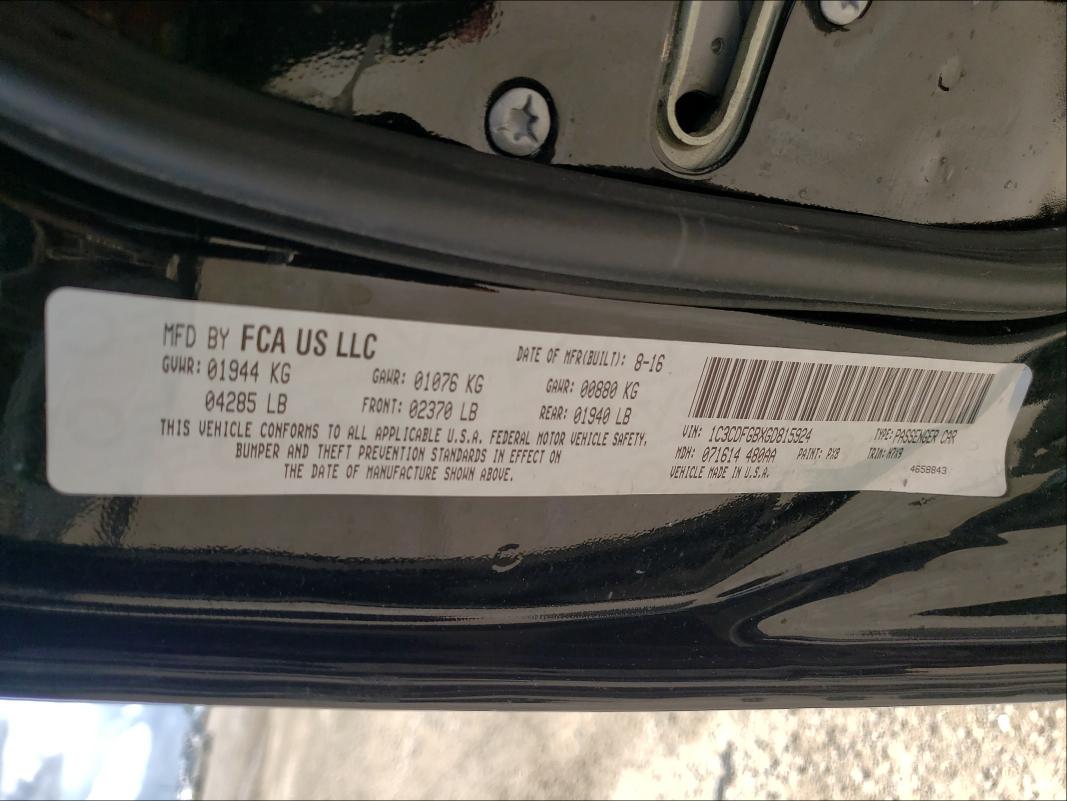 MFD BY FCA US LLC
DATE OF MFR(BUILT): 8-16
GVWR: 01944 KG
04285 LB
GAWR: 01076 KG
FRONT: 02370 LB
GAWR: 00880 KG
REAR: 01940 LB
THIS VEHICLE CONFORMS TO ALL APPLICABLE U.S.A. FEDERAL MOTOR VEHICLE SAFETY,
BUMPER AND THEFT PREVENTION STANDARDS IN EFFECT ON
THE DATE OF MANUFACTURE SHOWN ABOVE.
VIN: 1C3CDFGBXGD815924
TYPE: PASSENGER CAR
MDH: 071614 480AA
PAINT: PX8
TRIM: H7X9
VEHICLE MADE IN U.S.A.
4658843